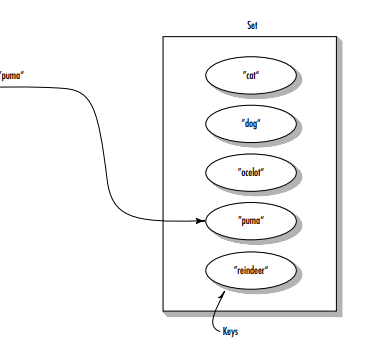 Set
"puma"
"cat"
"dog"
"ocelot"
"puma"
"reindeer"
Keys